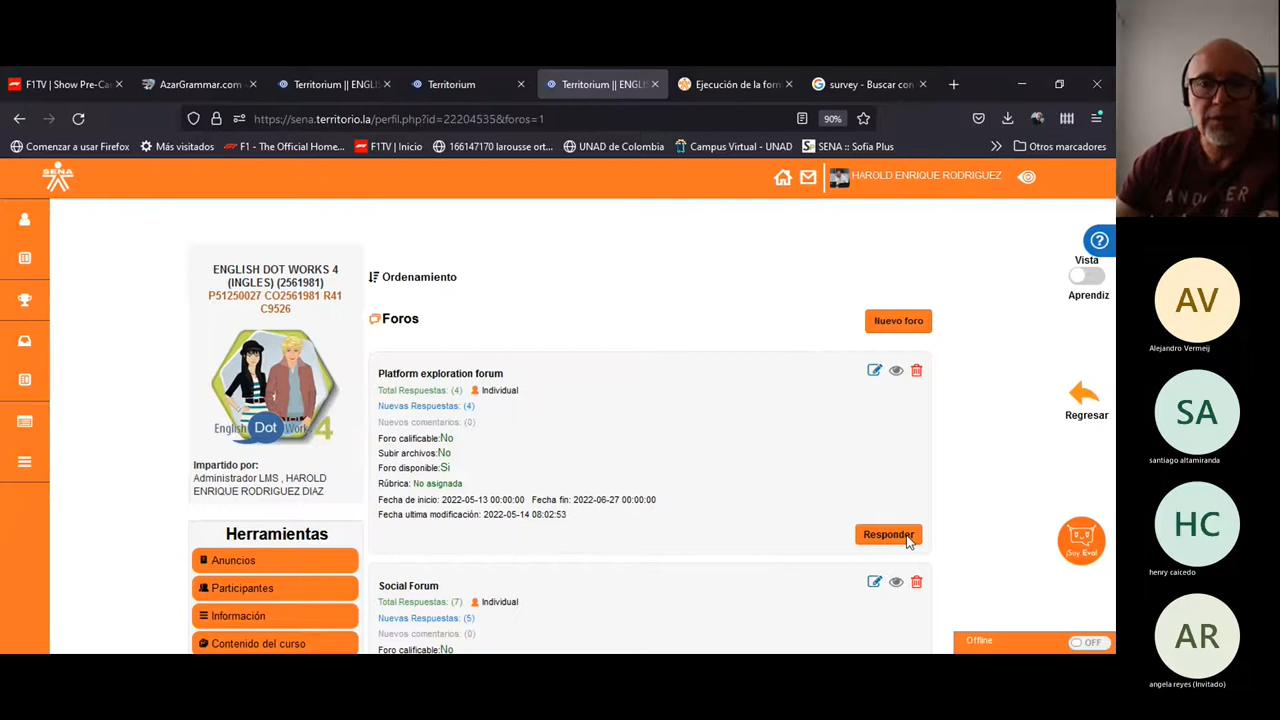 F1TV | Show Pre-Ca
AzarGrammar.com
Territorium || ENGLIS
Territorium
Territorium || ENGLIS
Ejecución de la form
survey - Buscar con
https://sena.territorio.la/perfil.php?id=22204535&foros=1
90%
Comenzar a usar Firefox
Más visitados
F1 - The Official Home...
F1TV | Inicio
166147170 larousse ort...
UNAD de Colombia
Campus Virtual - UNAD
SENA :: Sofia Plus
Otros marcadores
SENA
HAROLD ENRIQUE RODRIGUEZ
ENGLISH DOT WORKS 4
(INGLES) (2561981)
P51250027 CO2561981 R41
C9526
English Dot Works 4
Impartido por:
Administrador LMS , HAROLD
ENRIQUE RODRIGUEZ DIAZ
Herramientas
Anuncios
Participantes
Información
Contenido del curso
Ordenamiento
Foros
Nuevo foro
Platform exploration forum
Total Respuestas: (4) Individual
Nuevas Respuestas: (4)
Nuevos comentarios: (0)
Foro calificable:No
Subir archivos:No
Foro disponible:Si
Rúbrica: No asignada
Fecha de inicio: 2022-05-13 00:00:00 Fecha fin: 2022-06-27 00:00:00
Fecha ultima modificación: 2022-05-14 08:02:53
Responder
Social Forum
Total Respuestas: (7) Individual
Nuevas Respuestas: (5)
Nuevos comentarios: (0)
Foro calificable:No
Vista
Aprendiz
Regresar
¡Soy Eva!
Offline
OFF
AV
Alejandro Vermeij
SA
santiago altamiranda
HC
henry caicedo
AR
angela reyes (Invitado)